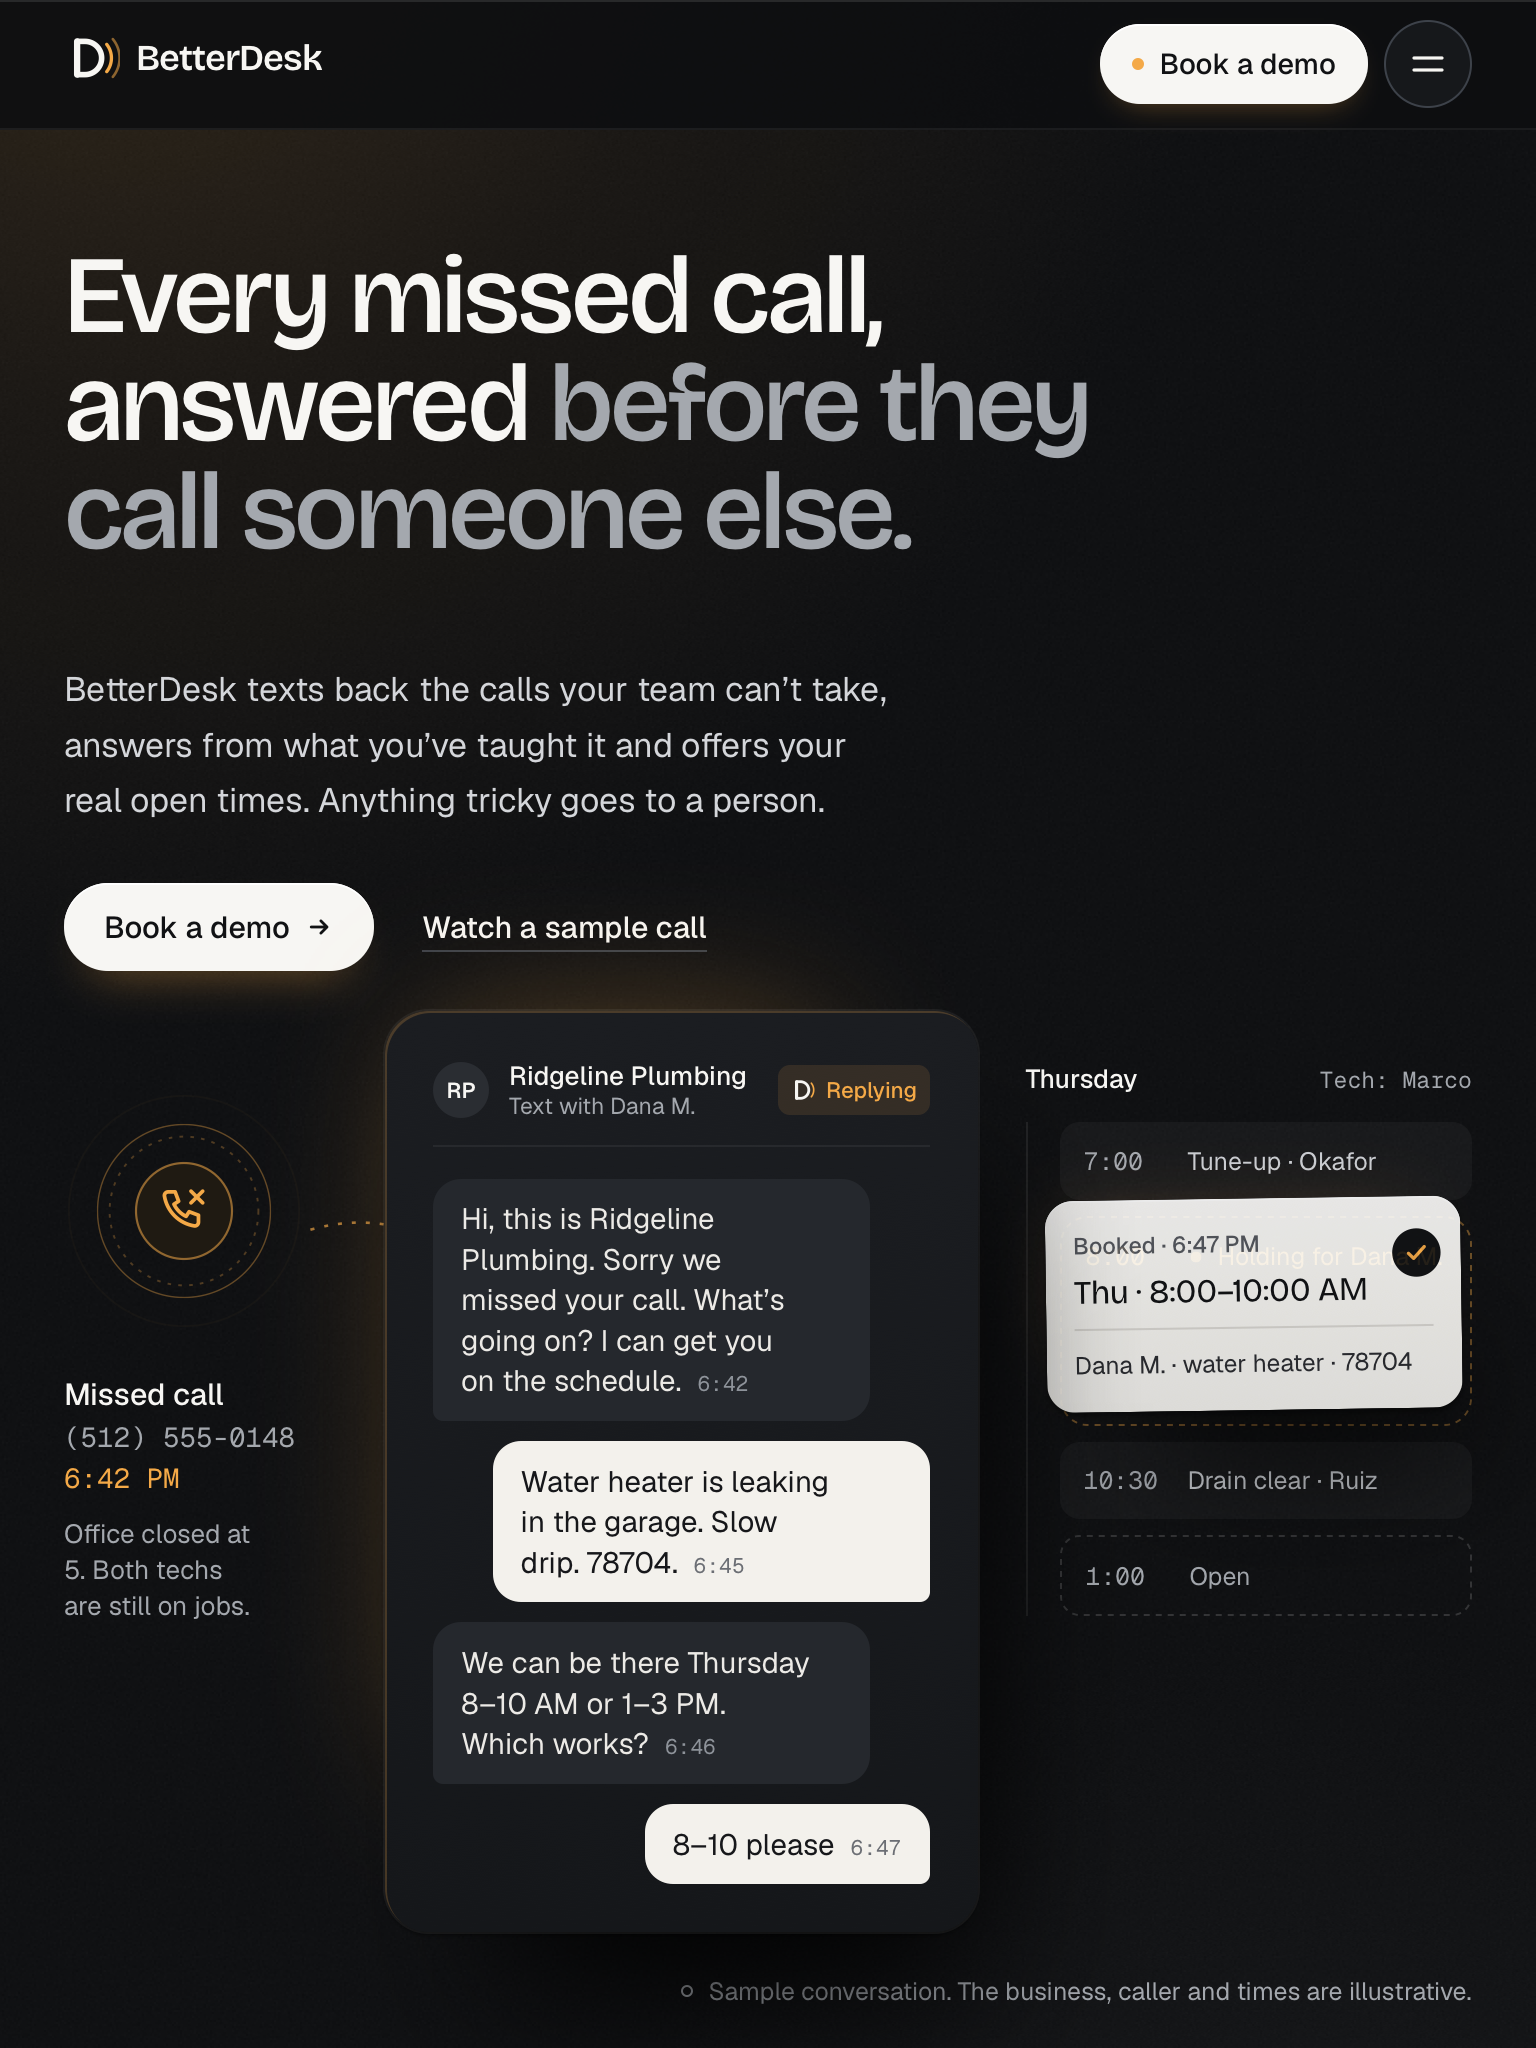 BetterDesk
Book a demo
Every missed call,
answered before they
call someone else.
BetterDesk texts back the calls your team can’t take,
answers from what you’ve taught it and offers your
real open times. Anything tricky goes to a person.
Book a demo →
Watch a sample call
Missed call
(512) 555-0148
6:42 PM
Office closed at
5. Both techs
are still on jobs.
RP
Ridgeline Plumbing
Text with Dana M.
Replying
Hi, this is Ridgeline
Plumbing. Sorry we
missed your call. What’s
going on? I can get you
on the schedule. 6:42
Water heater is leaking
in the garage. Slow
drip. 78704. 6:45
We can be there Thursday
8–10 AM or 1–3 PM.
Which works? 6:46
8–10 please 6:47
Thursday
Tech: Marco
7:00 Tune-up · Okafor
8:00 Holding for Dana M.
Booked · 6:47 PM
Thu · 8:00–10:00 AM
Dana M. · water heater · 78704
10:30 Drain clear · Ruiz
1:00 Open
Sample conversation. The business, caller and times are illustrative.